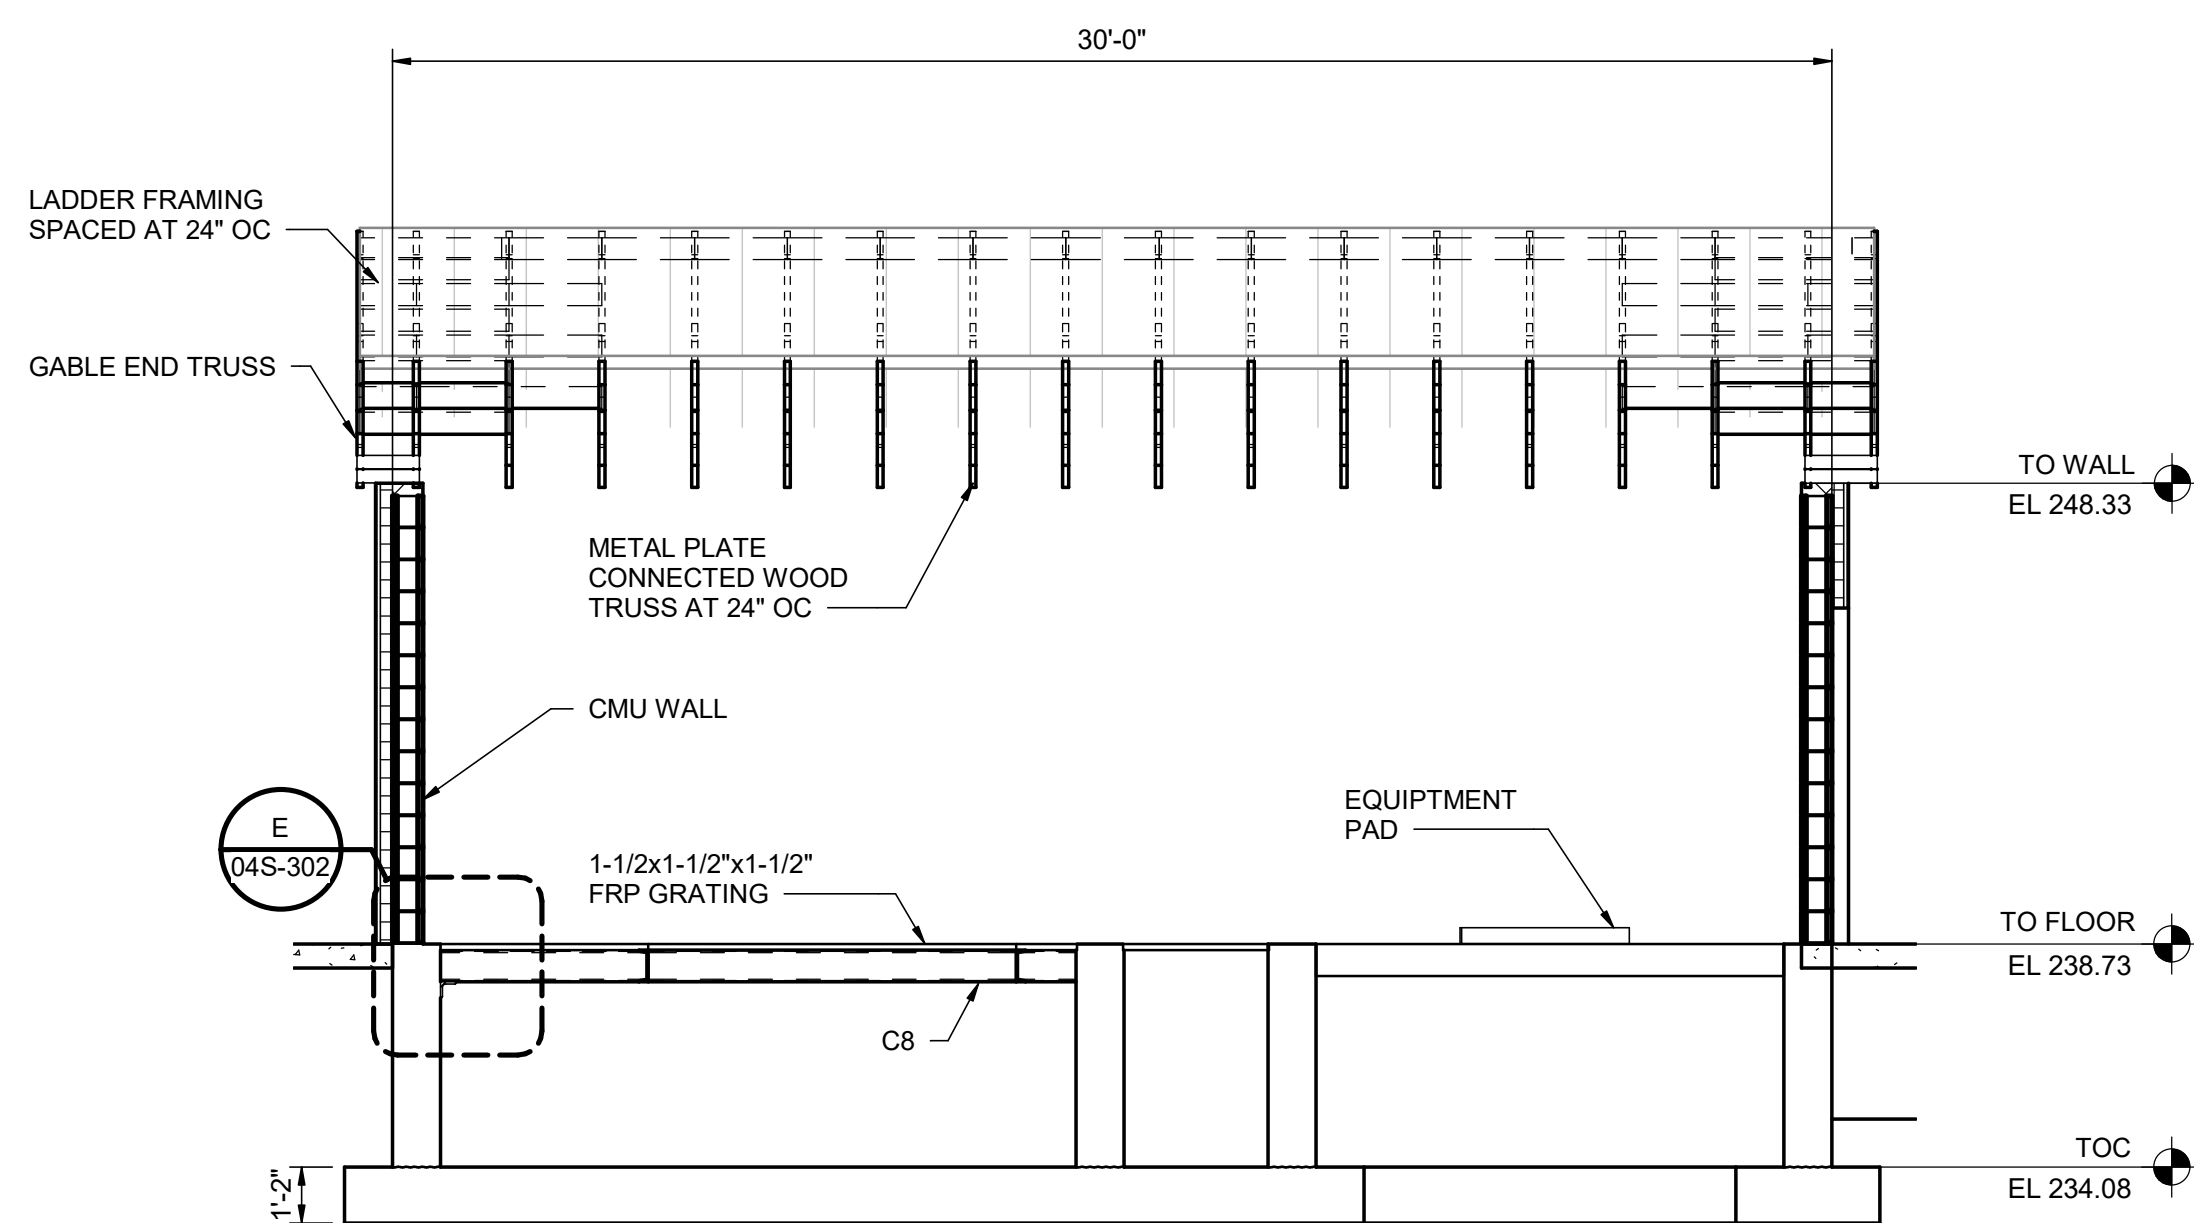 30'-0"
LADDER FRAMING
SPACED AT 24" OC
GABLE END TRUSS
TO WALL
EL 248.33
METAL PLATE
CONNECTED WOOD
TRUSS AT 24" OC
CMU WALL
E
04S-302
1-1/2x1-1/2"x1-1/2"
FRP GRATING
EQUIPTMENT
PAD
TO FLOOR
EL 238.73
C8
TOC
EL 234.08
1'-2"